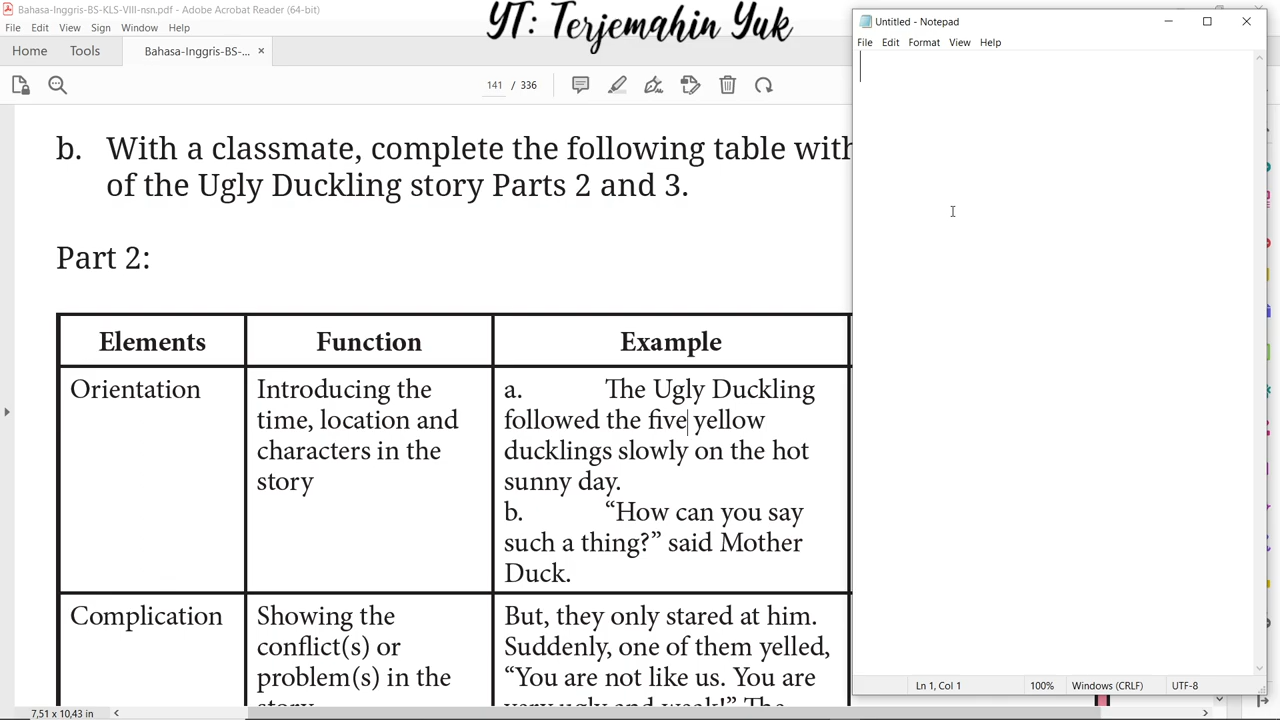 Bahasa-Inggris-BS-KLS-VIII-nsn.pdf - Adobe Acrobat Reader (64-bit)
File Edit View Sign Window Help
YT: Terjemahin Yuk
Home Tools Bahasa-Inggris-BS-... ×
141 / 336
b. With a classmate, complete the following table with
of the Ugly Duckling story Parts 2 and 3.
Part 2:
Elements Function Example
Orientation
Introducing the
time, location and
characters in the
story
a. The Ugly Duckling
followed the five yellow
ducklings slowly on the hot
sunny day.
b. “How can you say
such a thing?” said Mother
Duck.
Complication
Showing the
conflict(s) or
problem(s) in the
story
But, they only stared at him.
Suddenly, one of them yelled,
“You are not like us. You are
very ugly and weak!” The
7,51 x 10,43 in
Untitled - Notepad
File Edit Format View Help
Ln 1, Col 1 100% Windows (CRLF) UTF-8